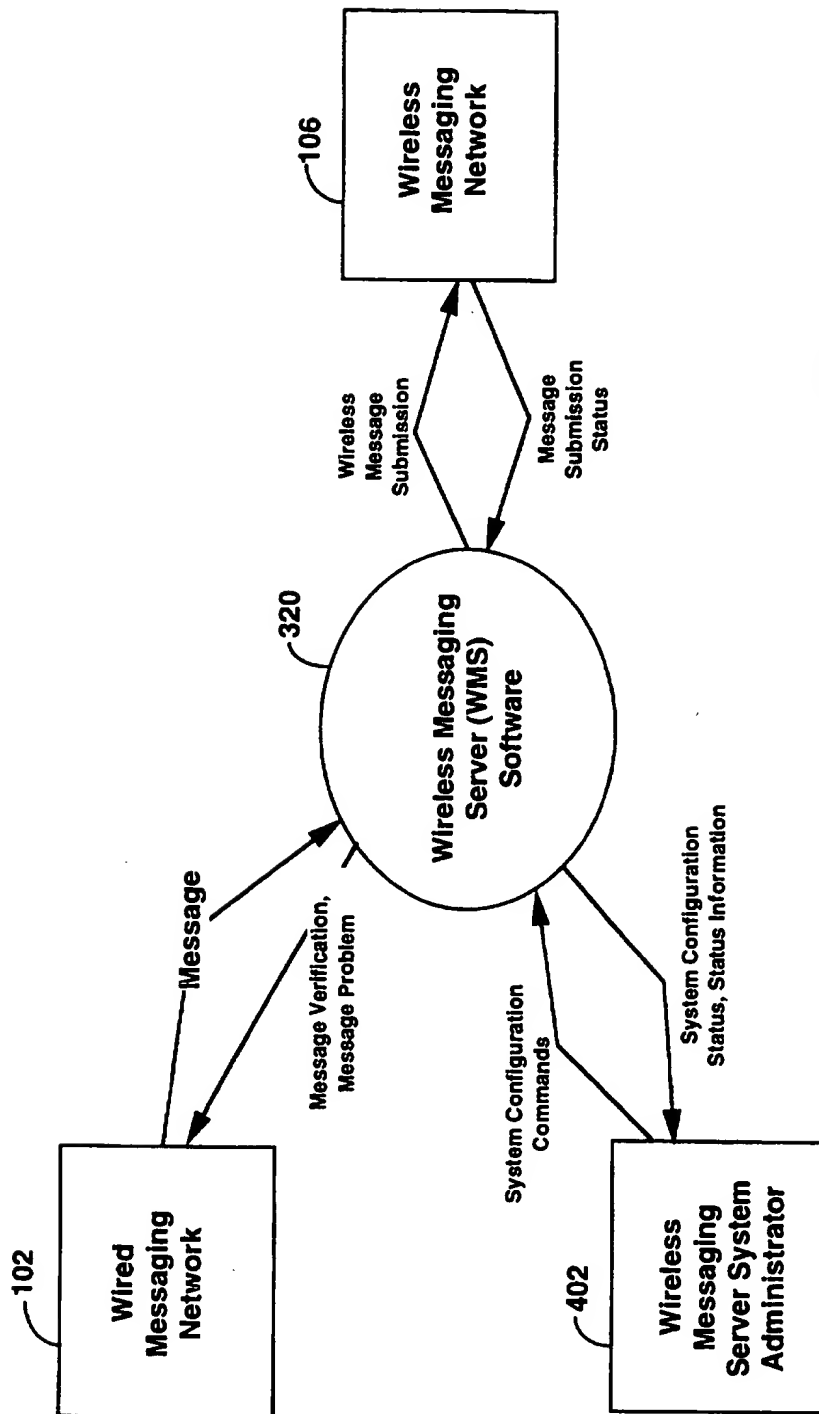 102
Wired
Messaging
Network
Message
Message Verification,
Message Problem
320
Wireless Messaging
Server (WMS)
Software
Wireless
Message
Submission
Message
Submission
Status
106
Wireless
Messaging
Network
System Configuration
Commands
System Configuration
Status, Status Information
402
Wireless
Messaging
Server System
Administrator